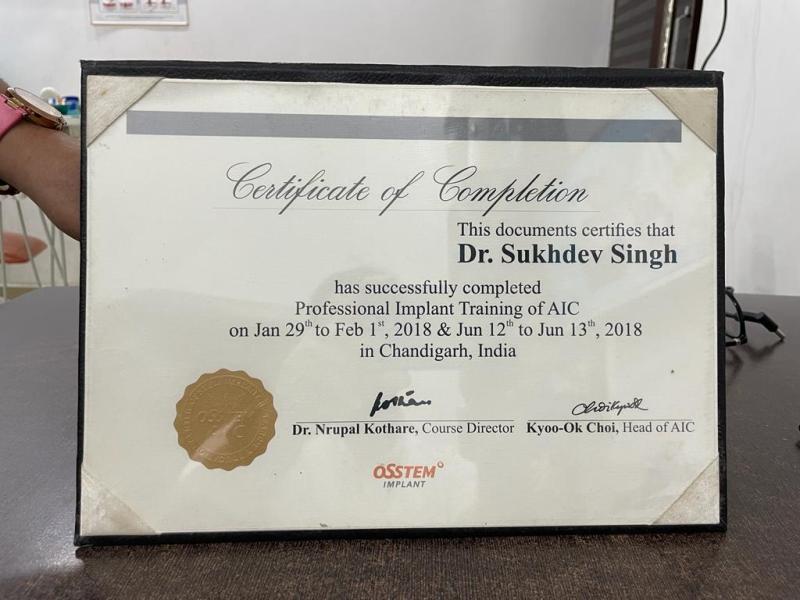 Certificate of Completion
This documents certifies that
Dr. Sukhdev Singh
has successfully completed
Professional Implant Training of AIC
on Jan 29th to Feb 1st, 2018 & Jun 12th to Jun 13th, 2018
in Chandigarh, India
Dr. Nrupal Kothare, Course Director
Kyoo-Ok Choi, Head of AIC
OSSTEM
IMPLANT